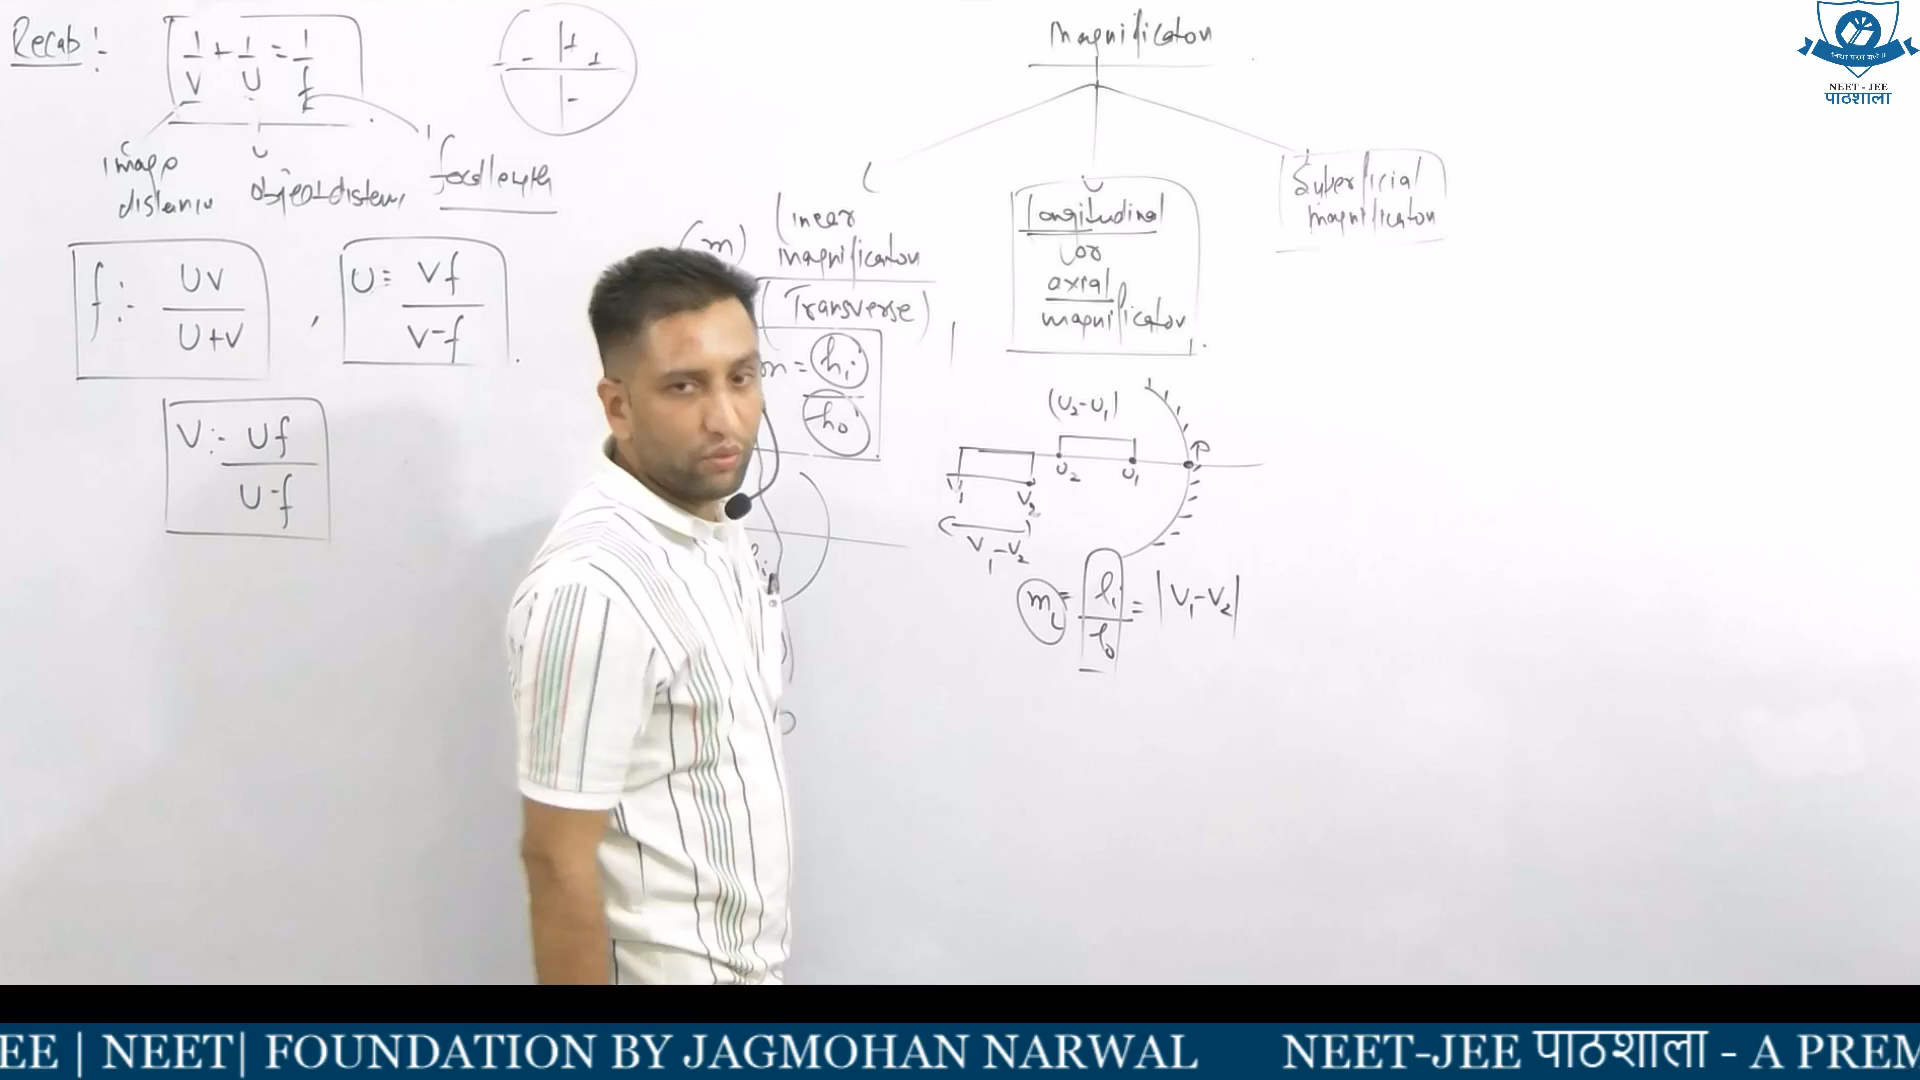 Recab :-
1/V + 1/U = 1/f
- + + -
image distance
object distance
focal length
f :- UV / U+V , U = Vf / V-f .
V :- Uf / U-f
magnification
(m) Linear magnification
(Transverse)
m = hi / ho
Longitudinal
or
axial
magnification
Superficial
magnification
(U2-U1)
V1 V2 U2 U1 P
V1-V2
mL = li / lo = |V1-V2|
NEET - JEE
पाठशाला
EE | NEET| FOUNDATION BY JAGMOHAN NARWAL NEET-JEE पाठशाला - A PREM